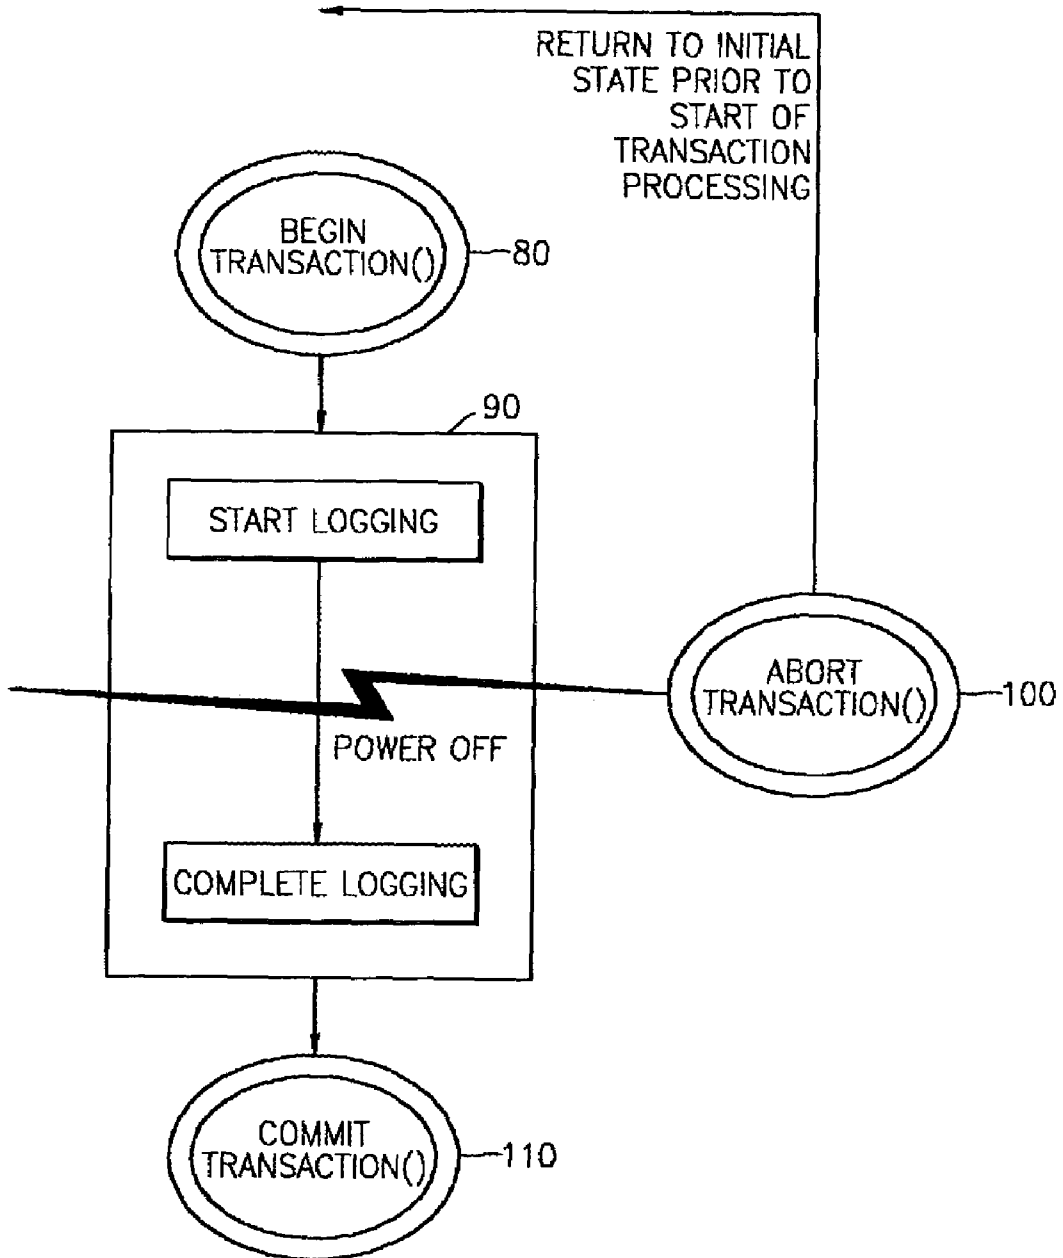 RETURN TO INITIAL
STATE PRIOR TO
START OF
TRANSACTION
PROCESSING
BEGIN
TRANSACTION()
80
90
START LOGGING
ABORT
TRANSACTION()
100
POWER OFF
COMPLETE LOGGING
COMMIT
TRANSACTION()
110